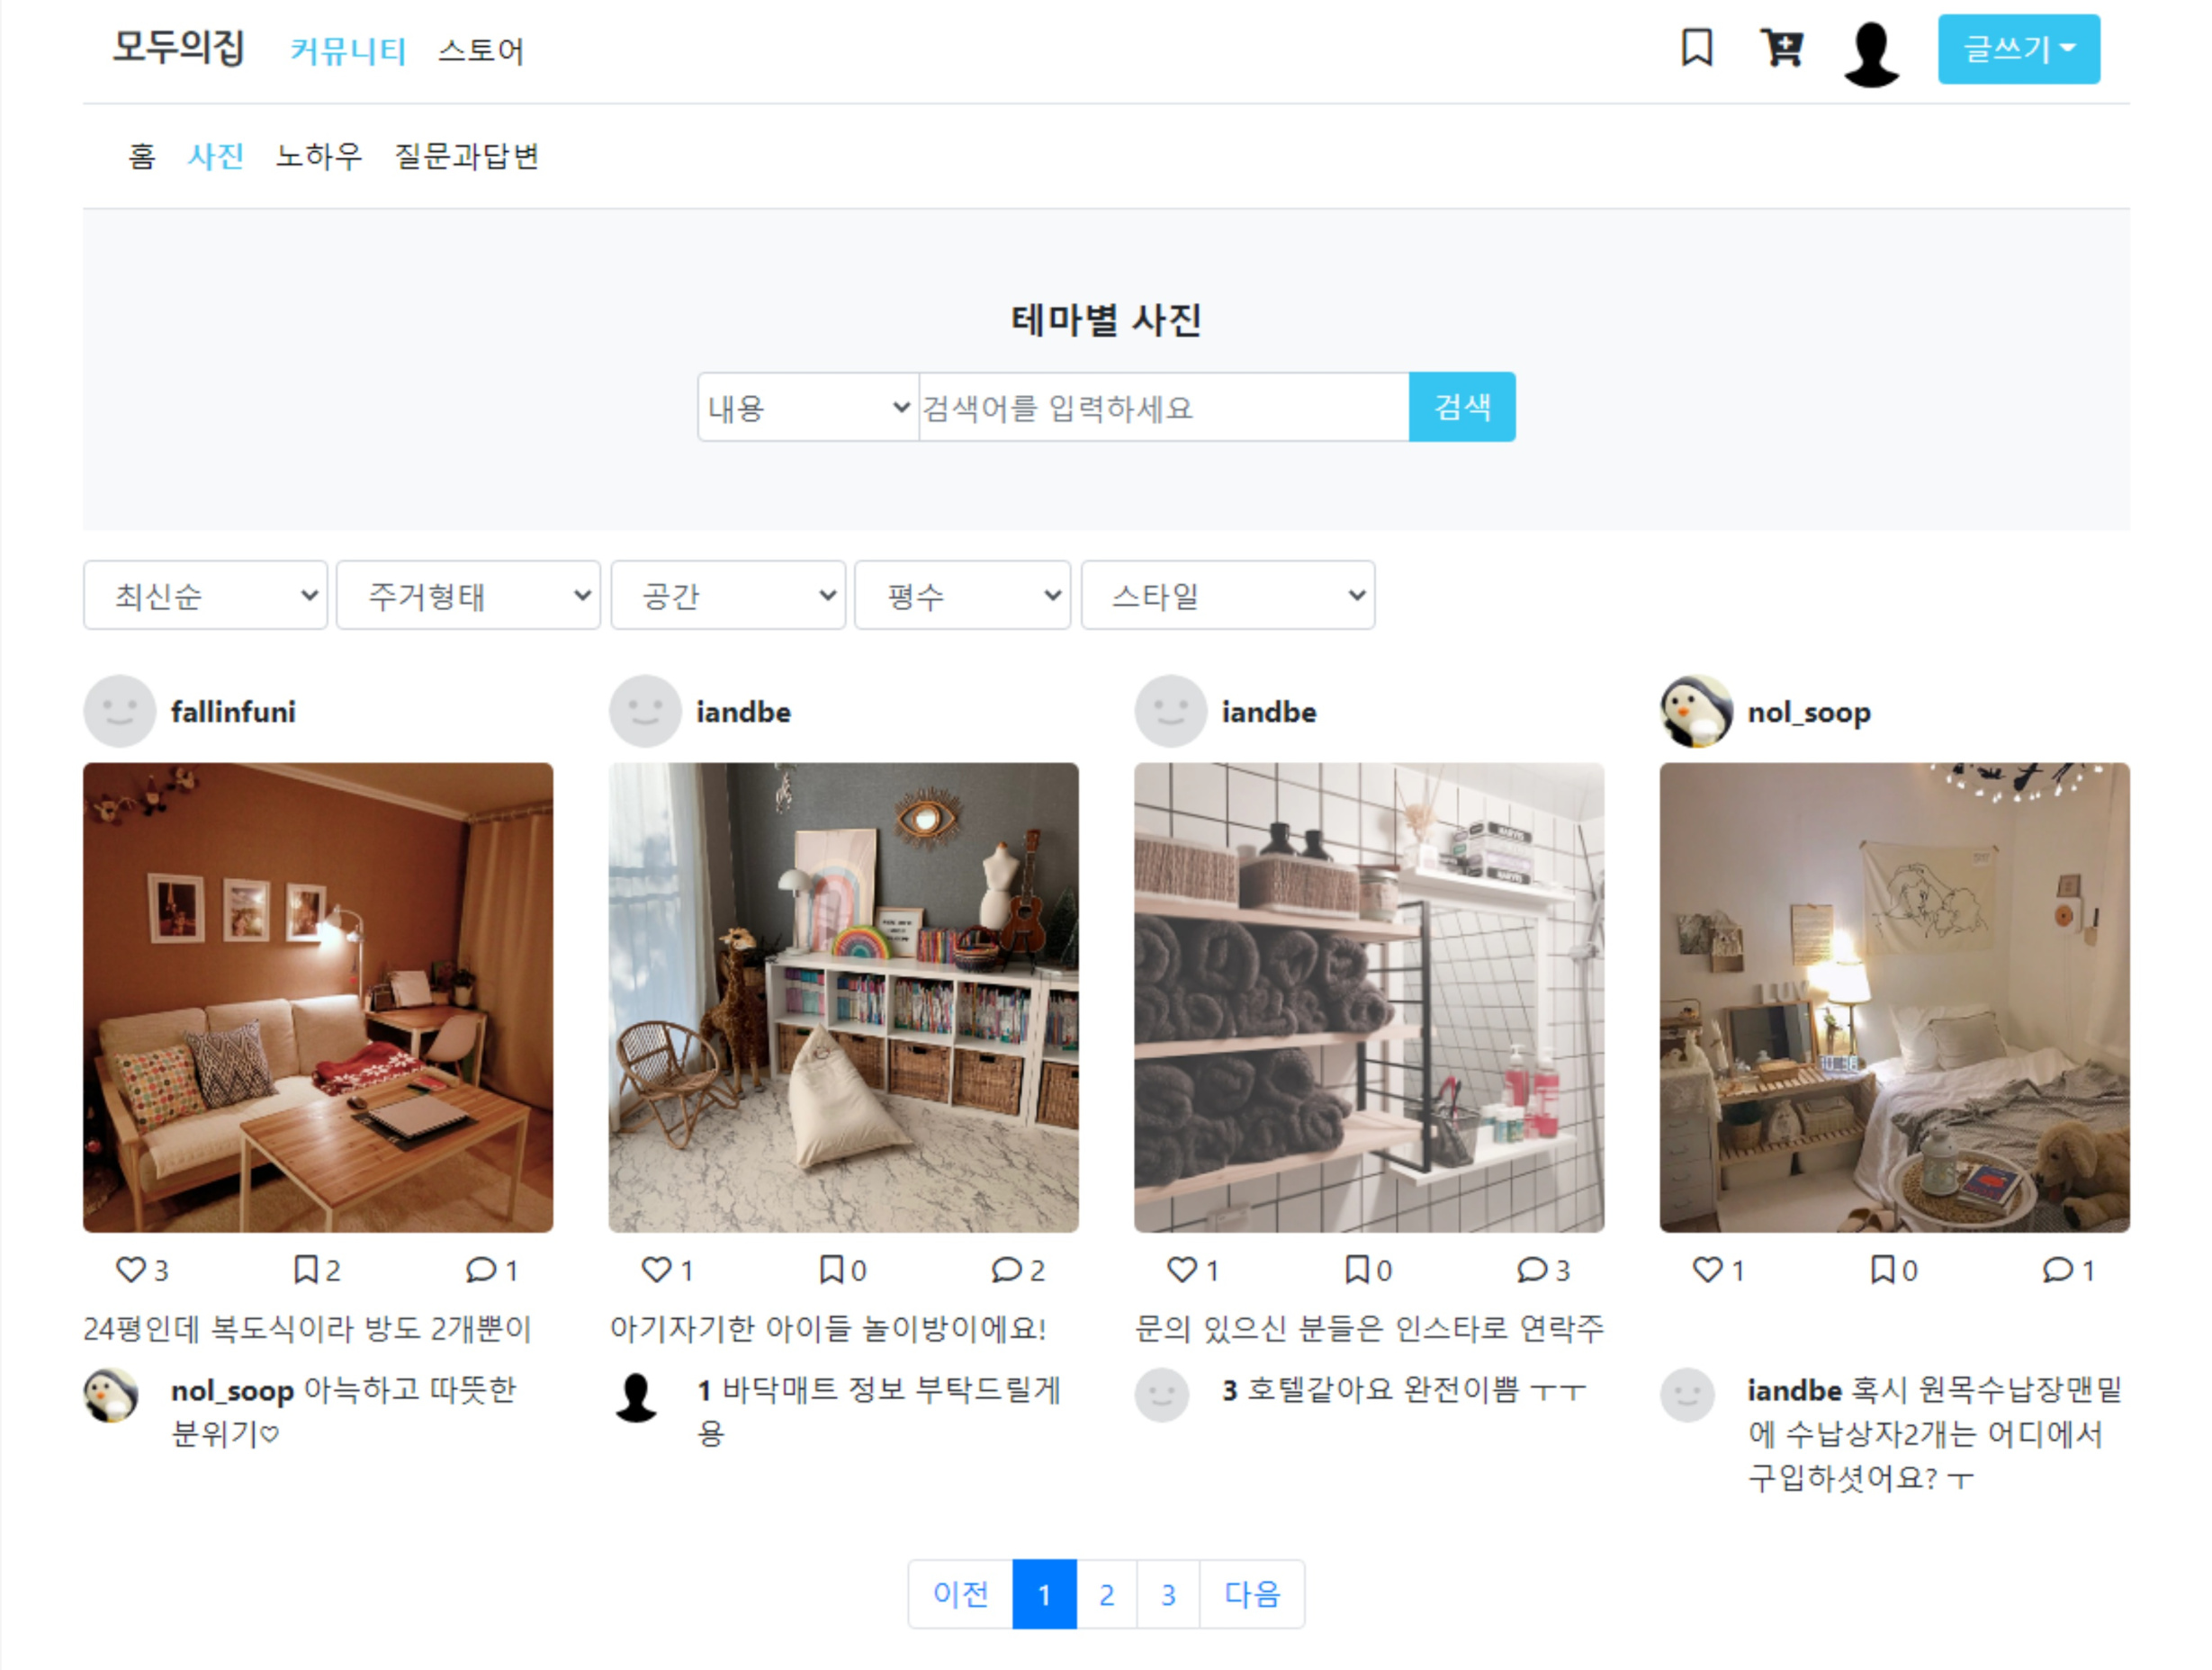 모두의집 커뮤니티 스토어 글쓰기
홈 사진 노하우 질문과답변
테마별 사진
내용 검색어를 입력하세요 검색
최신순 주거형태 공간 평수 스타일
fallinfuni
iandbe
iandbe
nol_soop
MARVIS
MARVIS
LOUV
10:38
3 2 1
1 0 2
1 0 3
1 0 1
24평인데 복도식이라 방도 2개뿐이
아기자기한 아이들 놀이방이에요!
문의 있으신 분들은 인스타로 연락주
nol_soop 아늑하고 따뜻한
분위기♡
1 바닥매트 정보 부탁드릴게
용
3 호텔같아요 완전이쁨 ㅜㅜ
iandbe 혹시 원목수납장맨밑
에 수납상자2개는 어디에서
구입하셧어요? ㅜ
이전 1 2 3 다음